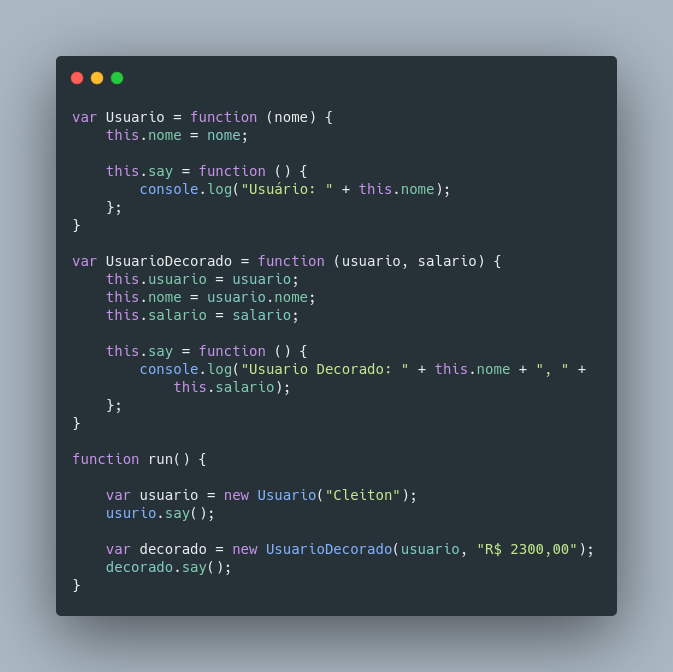 var Usuario = function (nome) {
    this.nome = nome;

    this.say = function () {
        console.log("Usuário: " + this.nome);
    };
}

var UsuarioDecorado = function (usuario, salario) {
    this.usuario = usuario;
    this.nome = usuario.nome;
    this.salario = salario;

    this.say = function () {
        console.log("Usuario Decorado: " + this.nome + ", " +
            this.salario);
    };
}

function run() {

    var usuario = new Usuario("Cleiton");
    usurio.say();

    var decorado = new UsuarioDecorado(usuario, "R$ 2300,00");
    decorado.say();
}